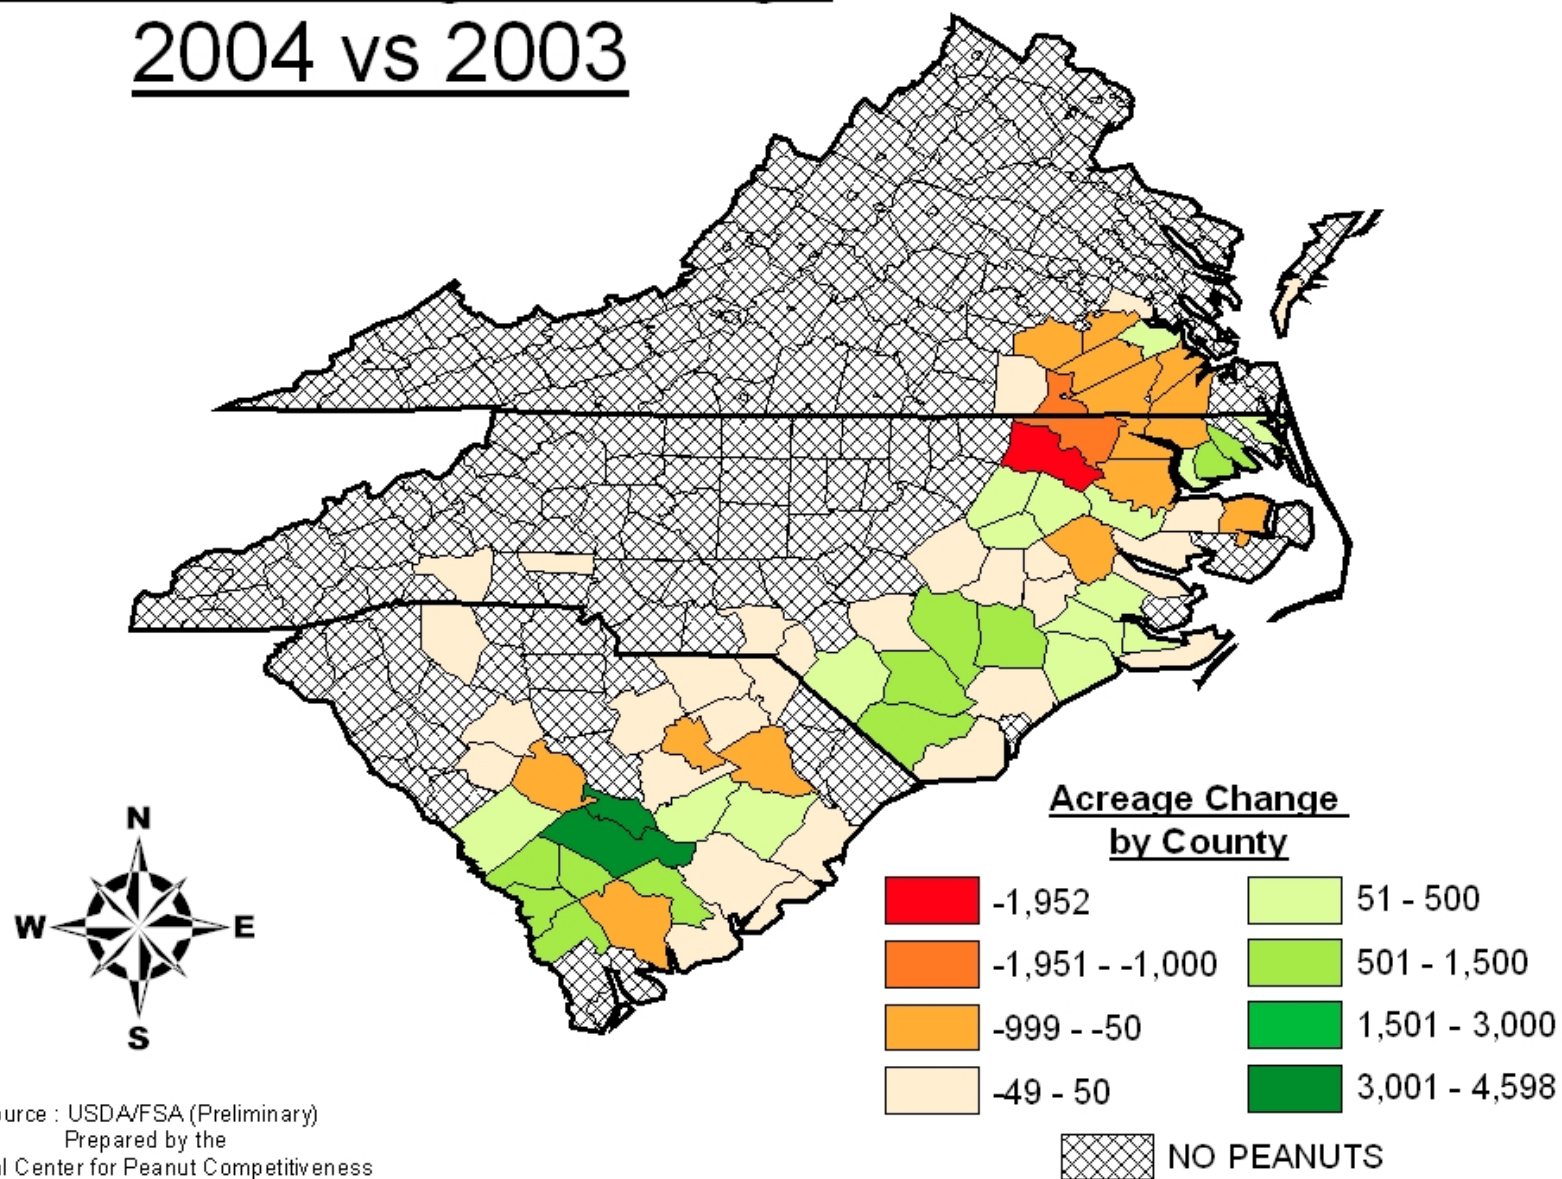 2004 vs 2003
Acreage Change
by County
-1,952
-1,951 - -1,000
-999 - -50
-49 - 50
51 - 500
501 - 1,500
1,501 - 3,000
3,001 - 4,598
NO PEANUTS
N
W
E
S
ource : USDA/FSA (Preliminary)
Prepared by the
l Center for Peanut Competitiveness